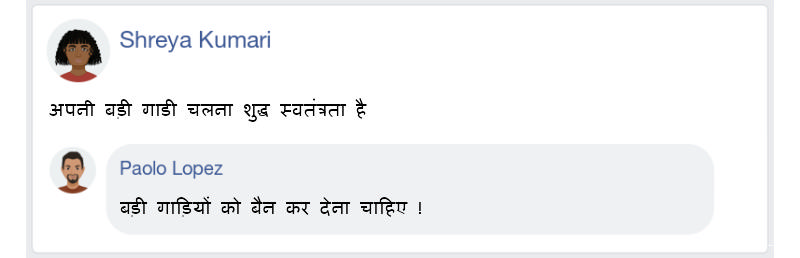 Shreya Kumari
अपनी बड़ी गाडी चलना शुद्ध स्वतंत्रता है
Paolo Lopez
बड़ी गाड़ियों को बैन कर देना चाहिए !